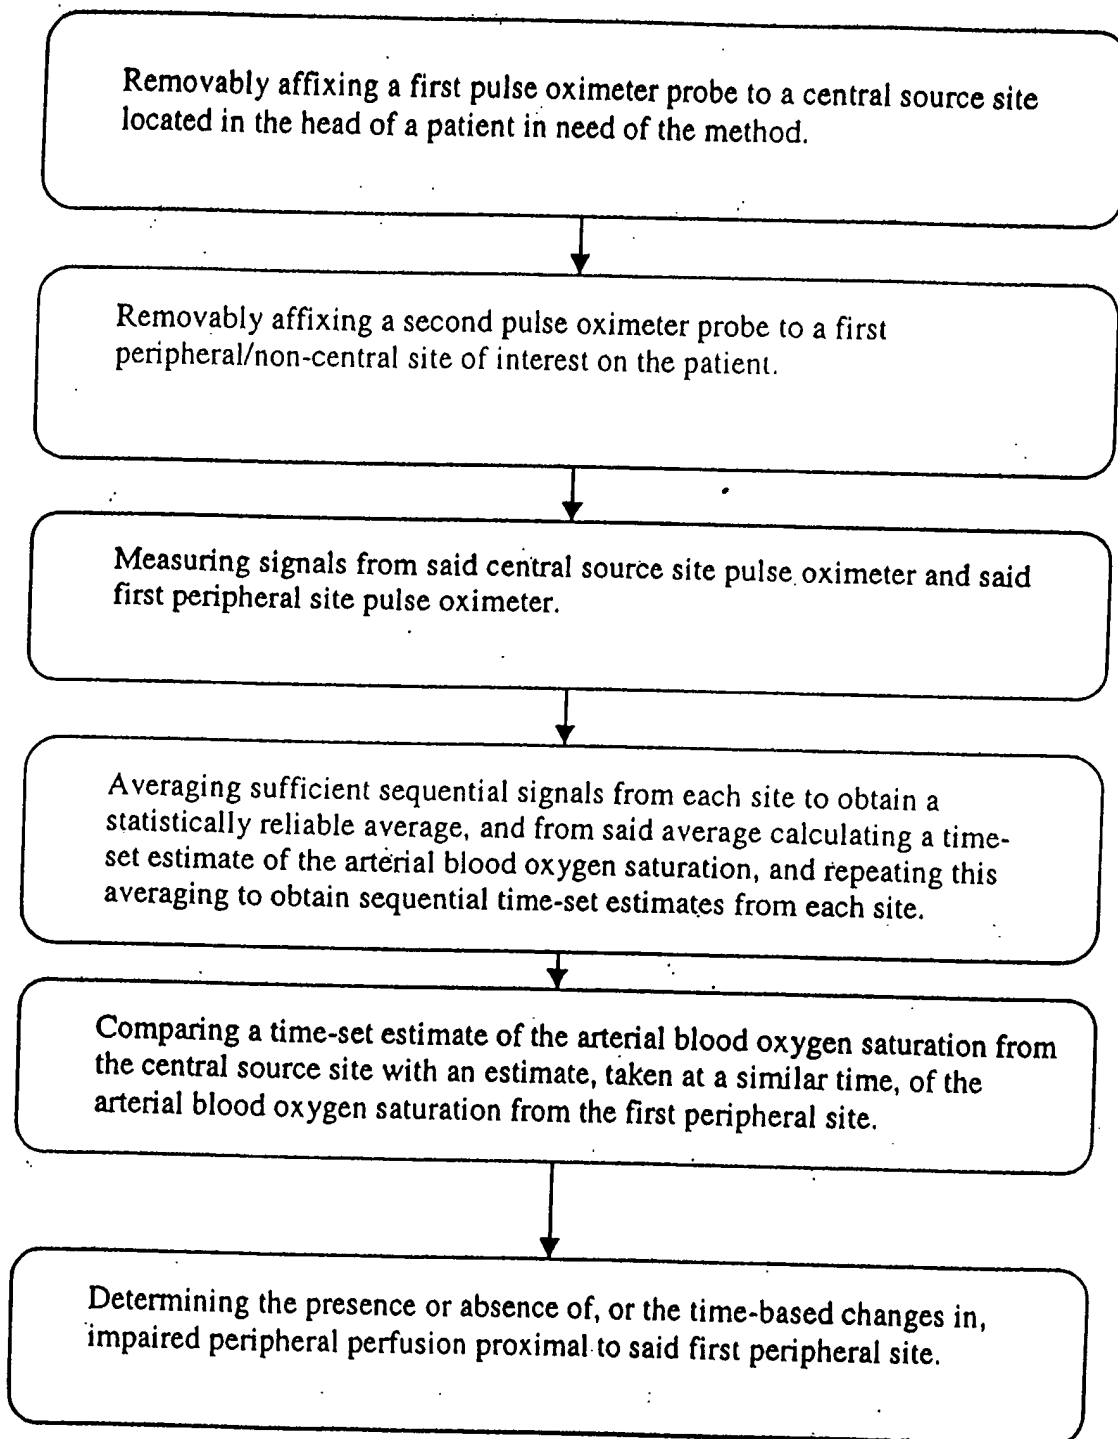 Removably affixing a first pulse oximeter probe to a central source site
located in the head of a patient in need of the method.
Removably affixing a second pulse oximeter probe to a first
peripheral/non-central site of interest on the patient.
Measuring signals from said central source site pulse oximeter and said
first peripheral site pulse oximeter.
Averaging sufficient sequential signals from each site to obtain a
statistically reliable average, and from said average calculating a time-
set estimate of the arterial blood oxygen saturation, and repeating this
averaging to obtain sequential time-set estimates from each site.
Comparing a time-set estimate of the arterial blood oxygen saturation from
the central source site with an estimate, taken at a similar time, of the
arterial blood oxygen saturation from the first peripheral site.
Determining the presence or absence of, or the time-based changes in,
impaired peripheral perfusion proximal to said first peripheral site.